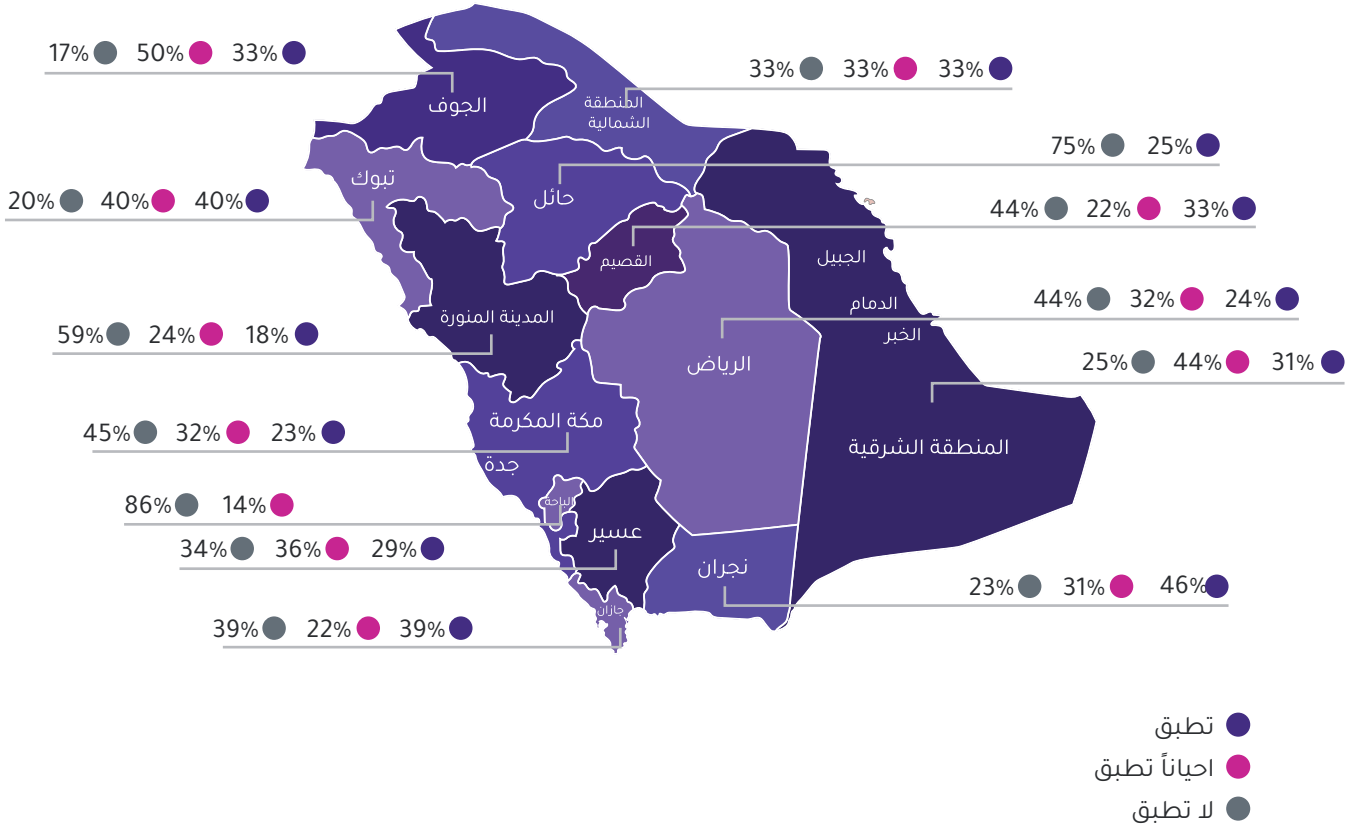 17% 50% 33%
33% 33% 33%
الجوف
المنطقة
الشمالية
75% 25%
تبوك
حائل
20% 40% 40%
44% 22% 33%
القصيم
الجبيل
44% 32% 24%
الدمام
المدينة المنورة
59% 24% 18%
الخبر
الرياض
25% 44% 31%
مكة المكرمة
45% 32% 23%
المنطقة الشرقية
جدة
الباحة
86% 14%
عسير
34% 36% 29%
نجران
23% 31% 46%
جازان
39% 22% 39%
تطبق
احياناً تطبق
لا تطبق